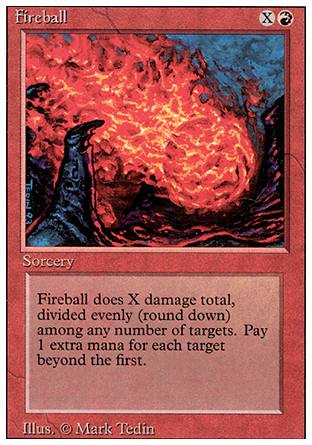 Fireball X
Sorcery
Fireball does X damage total,
divided evenly (round down)
among any number of targets. Pay
1 extra mana for each target
beyond the first.
Illus. © Mark Tedin